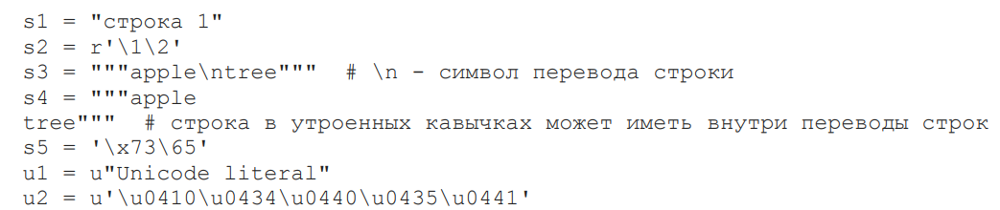 s1 = "строка 1"
s2 = r'\1\2'
s3 = """apple\ntree"""  # \n - символ перевода строки
s4 = """apple
tree"""  # строка в утроенных кавычках может иметь внутри переводы строк
s5 = '\x73\65'
u1 = u"Unicode literal"
u2 = u'\u0410\u0434\u0440\u0435\u0441'